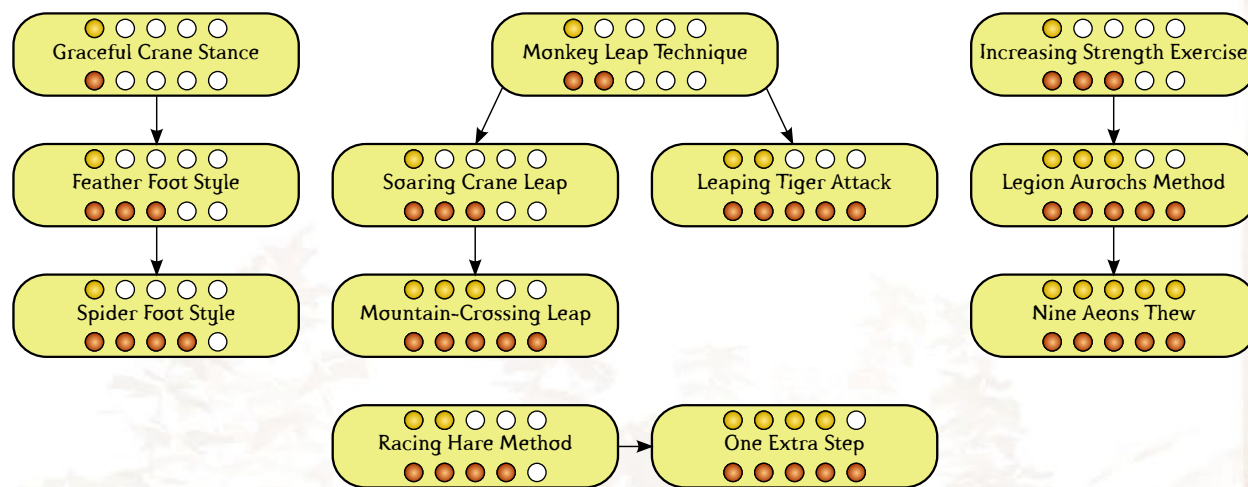 Graceful Crane Stance
Monkey Leap Technique
Increasing Strength Exercise
Feather Foot Style
Soaring Crane Leap
Leaping Tiger Attack
Legion Aurochs Method
Spider Foot Style
Mountain-Crossing Leap
Nine Aeons Thew
Racing Hare Method
One Extra Step